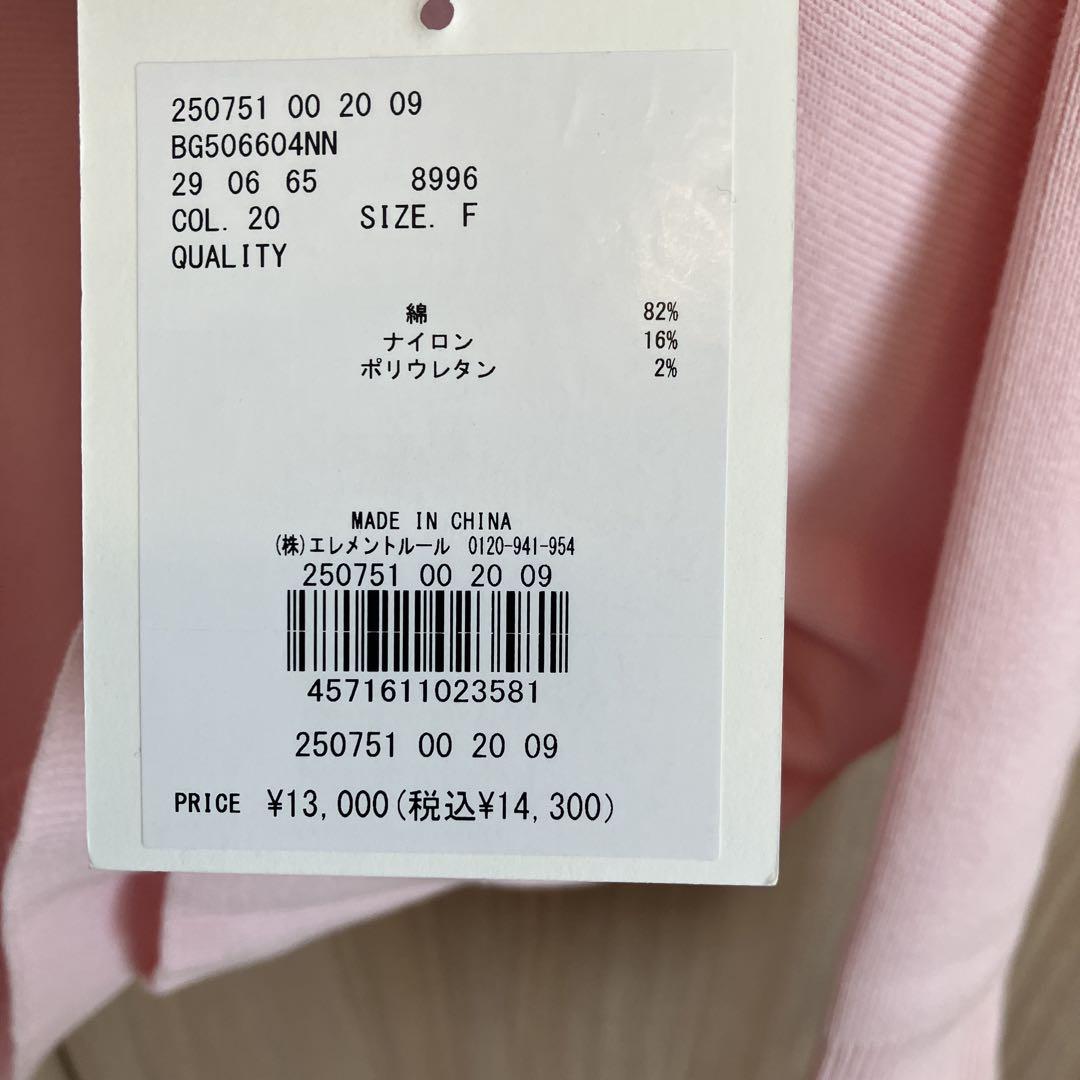 250751 00 20 09
BG506604NN
29 06 65 8996
COL. 20 SIZE. F
QUALITY
綿 82%
ナイロン 16%
ポリウレタン 2%
MADE IN CHINA
(株)エレメントルール 0120-941-954
250751 00 20 09
4571611023581
250751 00 20 09
PRICE ¥13,000(税込¥14,300)